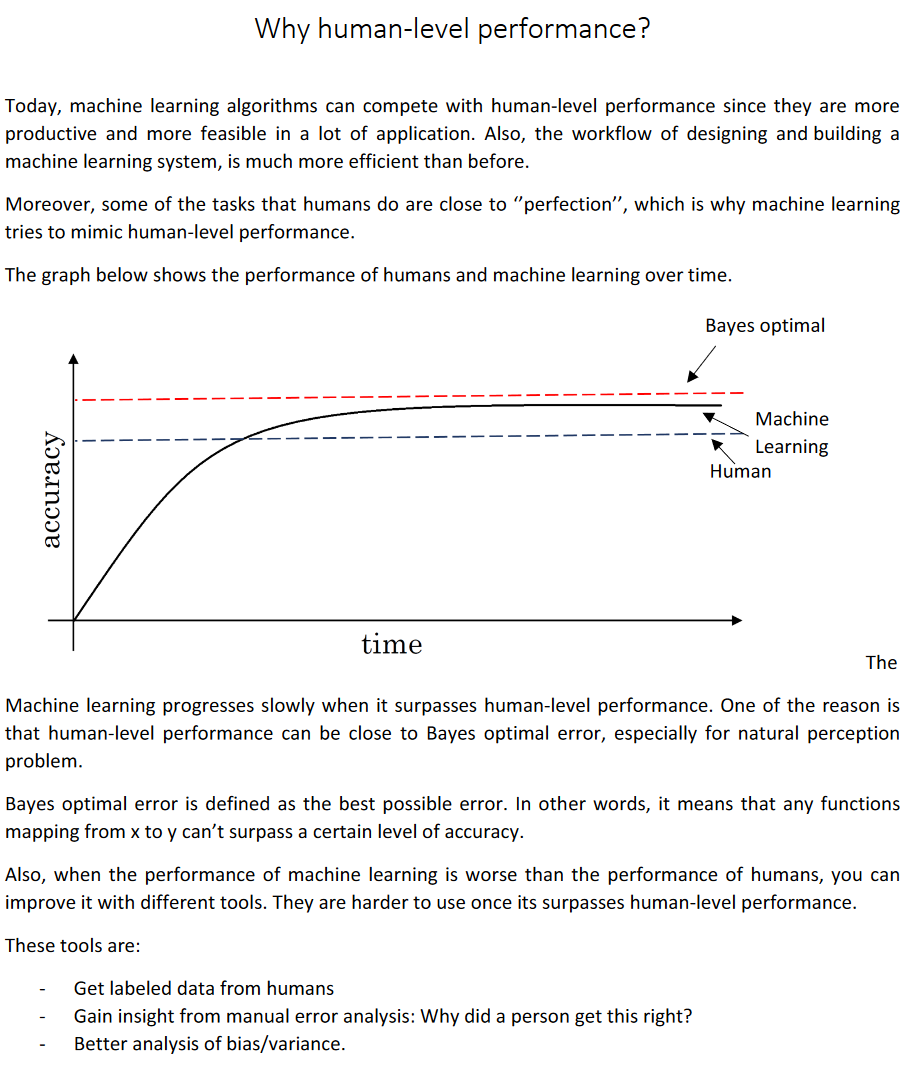 Why human-level performance?
Today, machine learning algorithms can compete with human-level performance since they are more
productive and more feasible in a lot of application. Also, the workflow of designing and building a
machine learning system, is much more efficient than before.
Moreover, some of the tasks that humans do are close to ‘’perfection’’, which is why machine learning
tries to mimic human-level performance.
The graph below shows the performance of humans and machine learning over time.
Bayes optimal
Machine
Learning
Human
accuracy
time
The
Machine learning progresses slowly when it surpasses human-level performance. One of the reason is
that human-level performance can be close to Bayes optimal error, especially for natural perception
problem.
Bayes optimal error is defined as the best possible error. In other words, it means that any functions
mapping from x to y can’t surpass a certain level of accuracy.
Also, when the performance of machine learning is worse than the performance of humans, you can
improve it with different tools. They are harder to use once its surpasses human-level performance.
These tools are:
- Get labeled data from humans
- Gain insight from manual error analysis: Why did a person get this right?
- Better analysis of bias/variance.